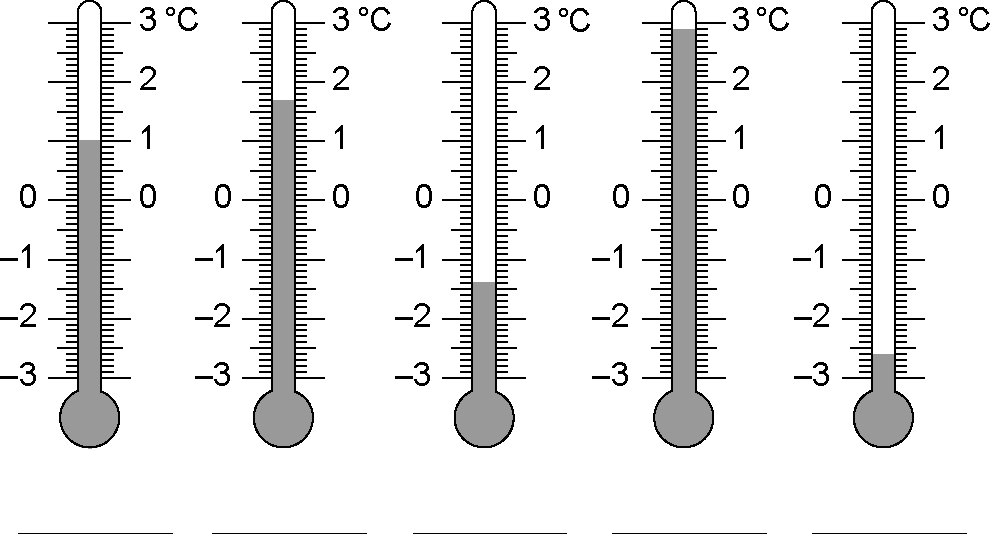 3 °C 3 °C 3 °C 3 °C 3 °C
2 2 2 2 2
1 1 1 1 1
0 0 0 0 0 0 0 0 0 0
–1 –1 –1 –1 –1
–2 –2 –2 –2 –2
–3 –3 –3 –3 –3